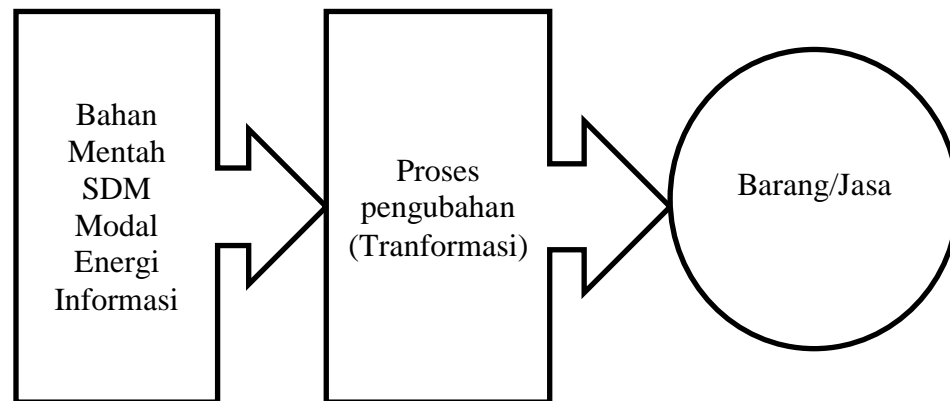 Bahan
Mentah
SDM
Modal
Energi
Informasi
Proses
pengubahan
(Tranformasi)
Barang/Jasa